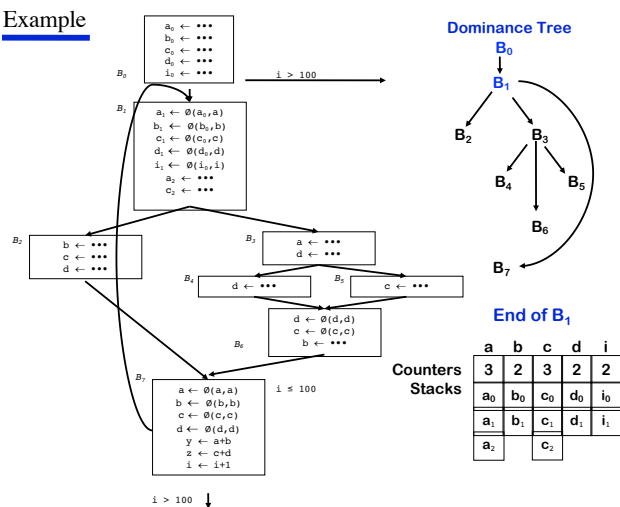 Example
B₀
a₀ ← •••
b₀ ← •••
c₀ ← •••
d₀ ← •••
i₀ ← •••
i > 100
B₁
a₁ ← Ø(a₀,a)
b₁ ← Ø(b₀,b)
c₁ ← Ø(c₀,c)
d₁ ← Ø(d₀,d)
i₁ ← Ø(i₀,i)
a₂ ← •••
c₂ ← •••
B₂
b ← •••
c ← •••
d ← •••
B₃
a ← •••
d ← •••
B₄
d ← •••
B₅
c ← •••
B₆
d ← Ø(d,d)
c ← Ø(c,c)
b ← •••
B₇
a ← Ø(a,a)
b ← Ø(b,b)
c ← Ø(c,c)
d ← Ø(d,d)
y ← a+b
z ← c+d
i ← i+1
i ≤ 100
i > 100
Dominance Tree
B₀
B₁
B₂ B₃
B₄ B₅
B₆
B₇
End of B₁
a b c d i
Counters 3 2 3 2 2
Stacks a₀ b₀ c₀ d₀ i₀
a₁ b₁ c₁ d₁ i₁
a₂ c₂